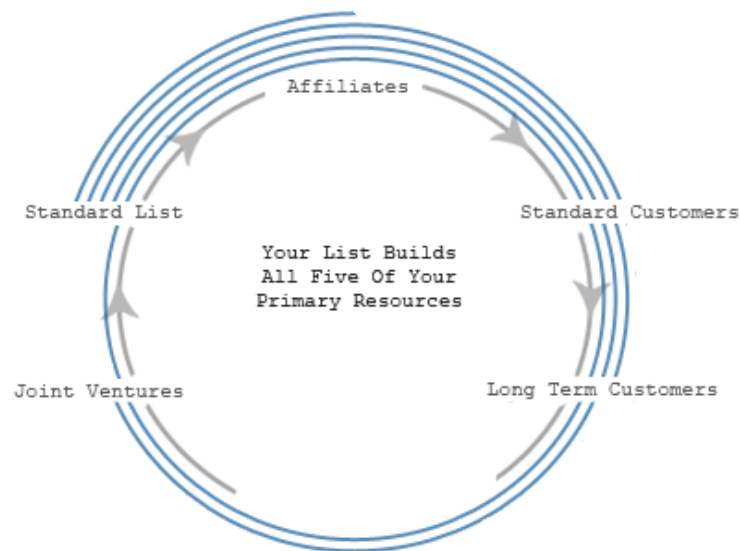 Affiliates
Standard List
Standard Customers
Your List Builds
All Five Of Your
Primary Resources
Joint Ventures
Long Term Customers